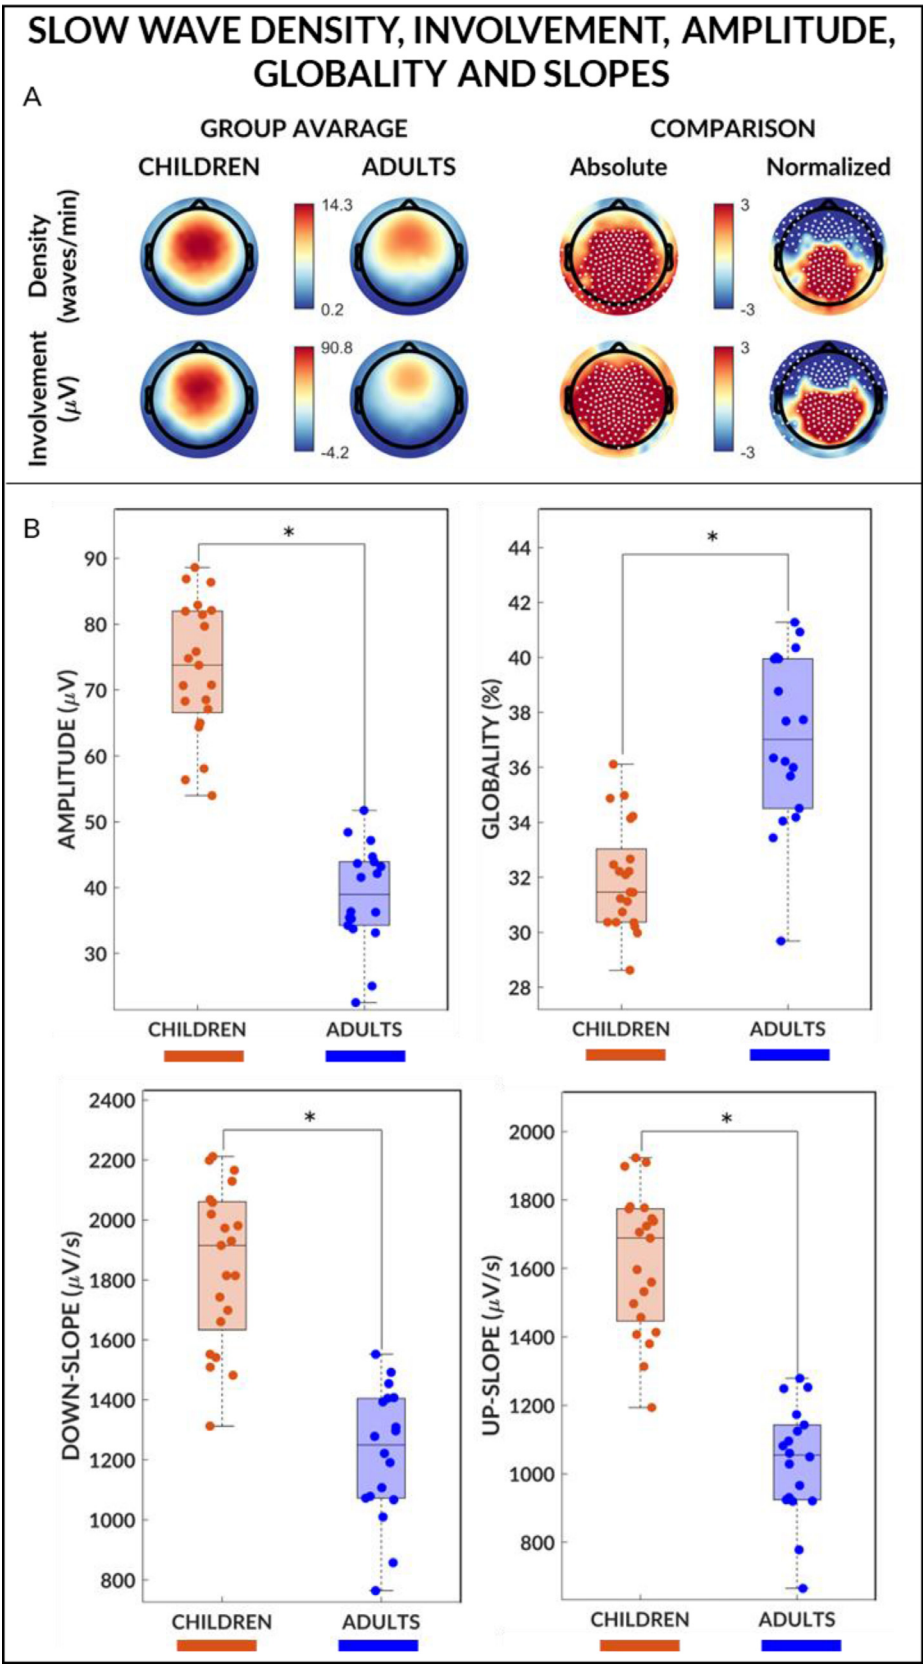 SLOW WAVE DENSITY, INVOLVEMENT, AMPLITUDE,
GLOBALITY AND SLOPES
A
GROUP AVARAGE
COMPARISON
CHILDREN
ADULTS
Absolute
Normalized
Density
(waves/min)
14.3
0.2
3
-3
Involvement
(μV)
90.8
-4.2
3
-3
B
AMPLITUDE (μV)
90
80
70
60
50
40
30
*
CHILDREN
ADULTS
GLOBALITY (%)
44
42
40
38
36
34
32
30
28
*
CHILDREN
ADULTS
DOWN-SLOPE (μV/s)
2400
2200
2000
1800
1600
1400
1200
1000
800
*
CHILDREN
ADULTS
UP-SLOPE (μV/s)
2000
1800
1600
1400
1200
1000
800
*
CHILDREN
ADULTS